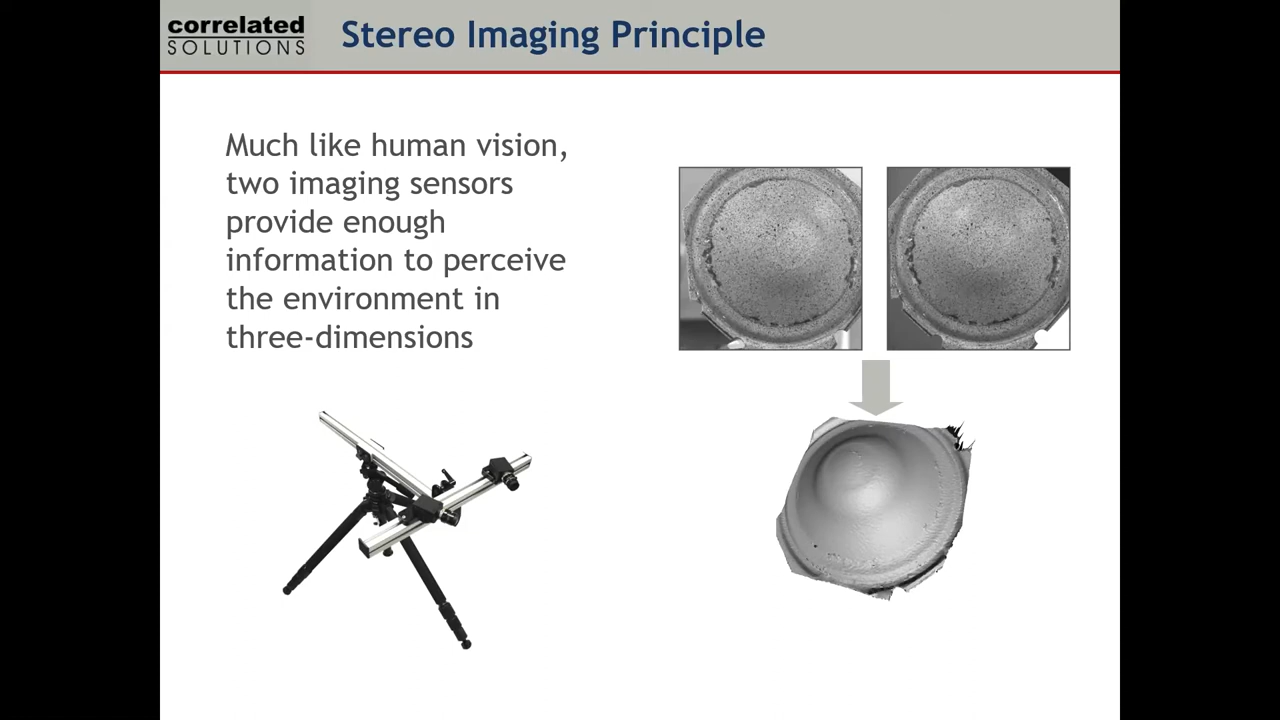 correlated
SOLUTIONS
Stereo Imaging Principle
Much like human vision,
two imaging sensors
provide enough
information to perceive
the environment in
three-dimensions